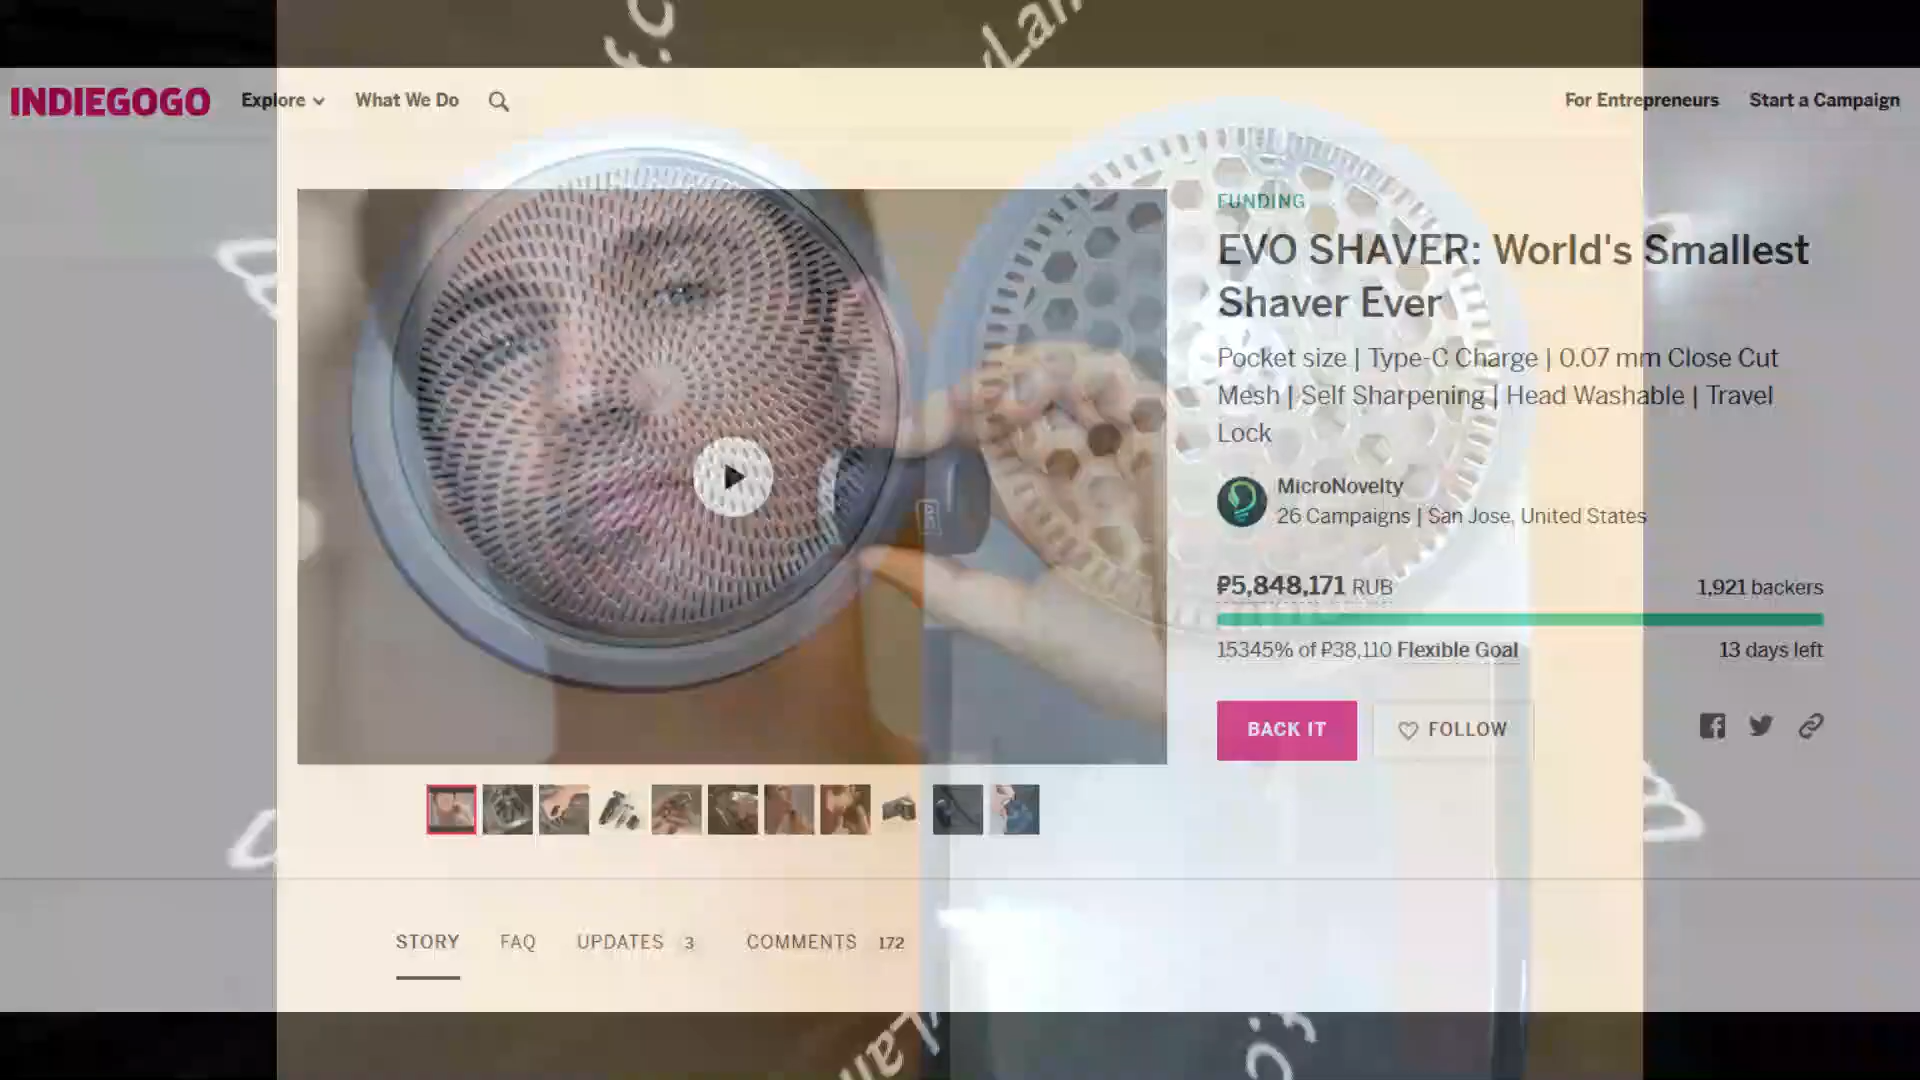 INDIEGOGO Explore What We Do For Entrepreneurs Start a Campaign
FUNDING
EVO SHAVER: World's Smallest
Shaver Ever
Pocket size | Type-C Charge | 0.07 mm Close Cut
Mesh | Self Sharpening | Head Washable | Travel
Lock
MicroNovelty
26 Campaigns | San Jose, United States
₽5,848,171 RUB 1,921 backers
15345% of ₽38,110 Flexible Goal 13 days left
BACK IT FOLLOW
STORY FAQ UPDATES 3 COMMENTS 172